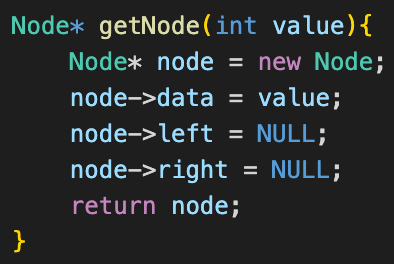 Node* getNode(int value){
    Node* node = new Node;
    node->data = value;
    node->left = NULL;
    node->right = NULL;
    return node;
}